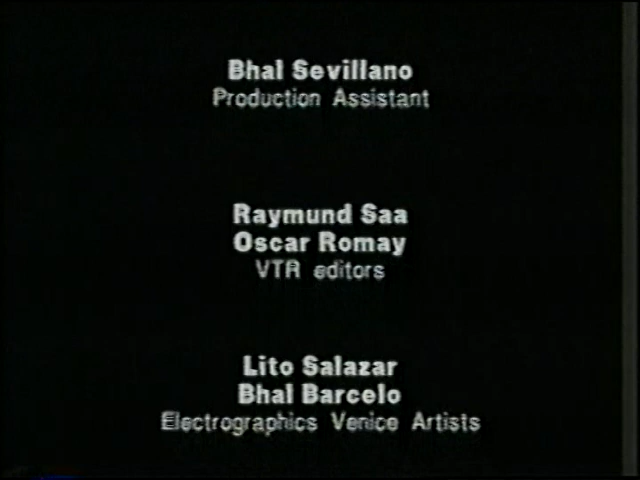 Bhal Sevillano
Production Assistant
Raymund Saa
Oscar Romay
VTR editors
Lito Salazar
Bhal Barcelo
Electrographics Venice Artists